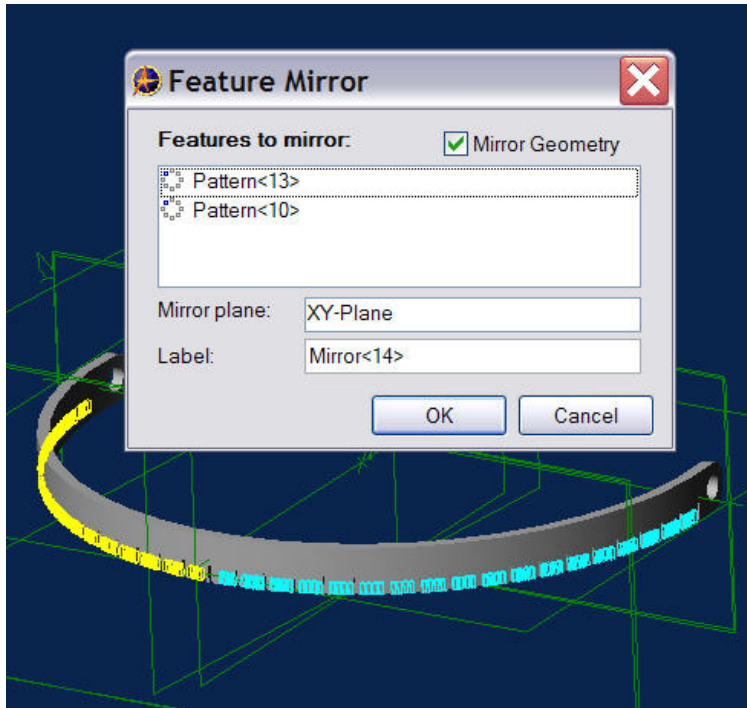 Feature Mirror
Features to mirror: Mirror Geometry
Pattern<13>
Pattern<10>
Mirror plane: XY-Plane
Label: Mirror<14>
OK Cancel